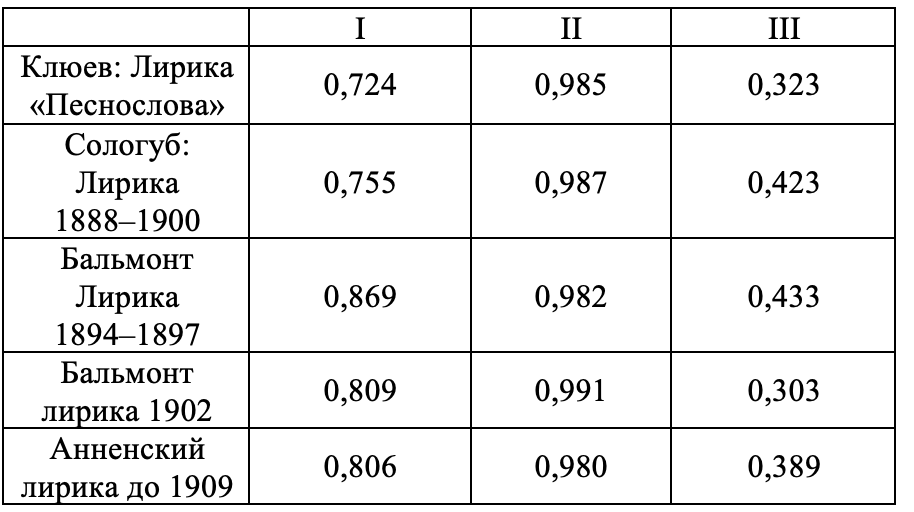 I II III
Клюев: Лирика
«Песнослова» 0,724 0,985 0,323
Сологуб:
Лирика
1888–1900 0,755 0,987 0,423
Бальмонт
Лирика
1894–1897 0,869 0,982 0,433
Бальмонт
лирика 1902 0,809 0,991 0,303
Анненский
лирика до 1909 0,806 0,980 0,389